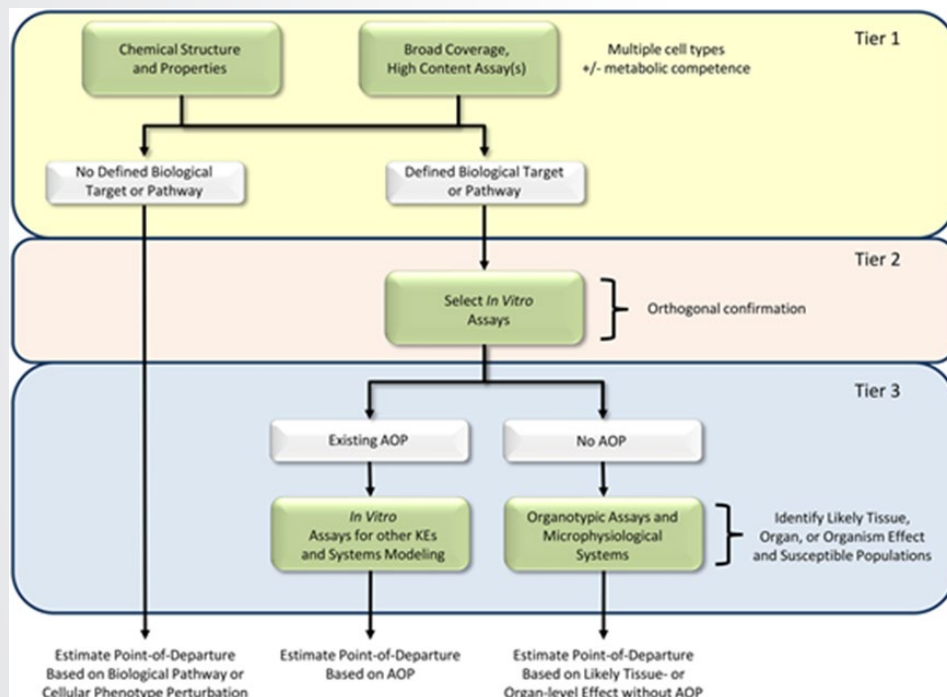 Tier 1
Chemical Structure
and Properties
Broad Coverage,
High Content Assay(s)
Multiple cell types
+/- metabolic competence
No Defined Biological
Target or Pathway
Defined Biological Target
or Pathway
Tier 2
Select In Vitro
Assays
Orthogonal confirmation
Tier 3
Existing AOP
No AOP
In Vitro
Assays for other KEs
and Systems Modeling
Organotypic Assays and
Microphysiological
Systems
Identify Likely Tissue,
Organ, or Organism Effect
and Susceptible Populations
Estimate Point-of-Departure
Based on Biological Pathway or
Cellular Phenotype Perturbation
Estimate Point-of-Departure
Based on AOP
Estimate Point-of-Departure
Based on Likely Tissue- or
Organ-level Effect without AOP